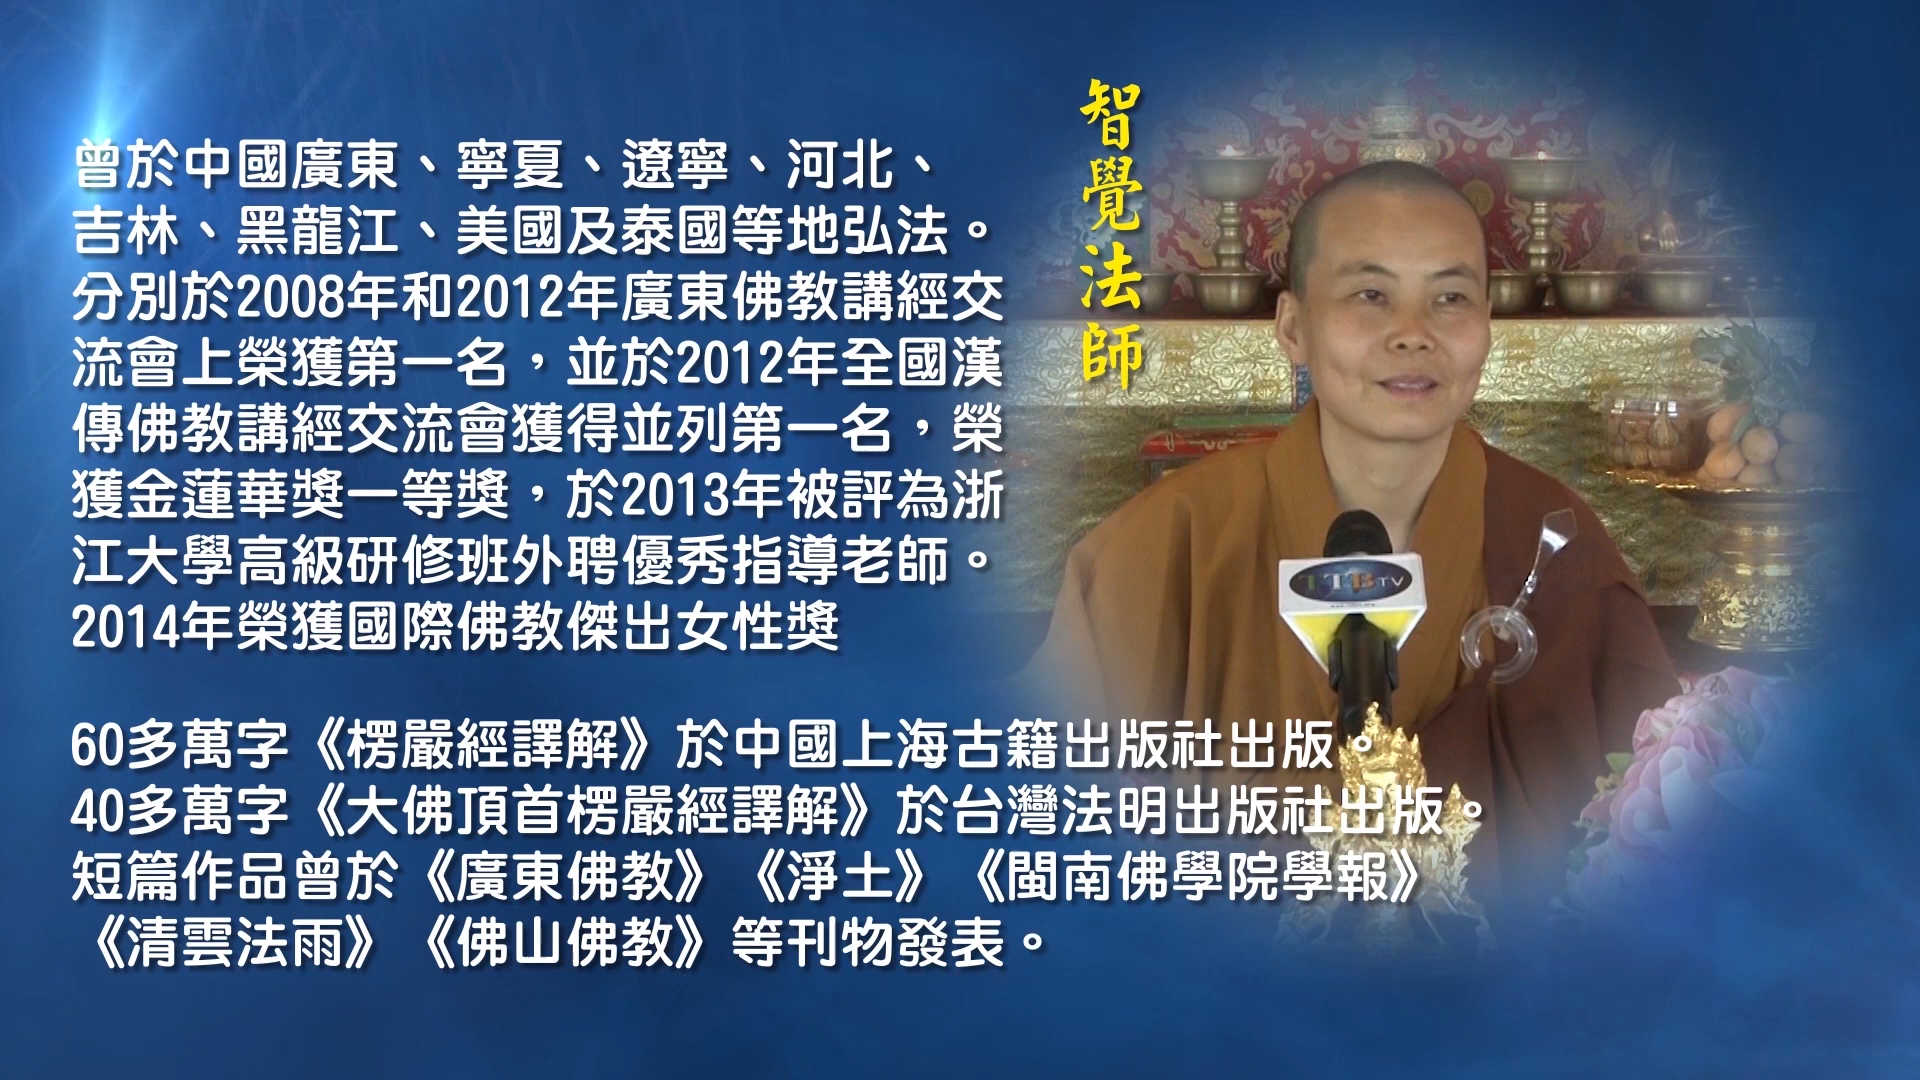 智覺法師
曾於中國廣東、寧夏、遼寧、河北、
吉林、黑龍江、美國及泰國等地弘法。
分別於2008年和2012年廣東佛教講經交
流會上榮獲第一名，並於2012年全國漢
傳佛教講經交流會獲得並列第一名，榮
獲金蓮華獎一等獎，於2013年被評為浙
江大學高級研修班外聘優秀指導老師。
2014年榮獲國際佛教傑出女性獎
60多萬字《楞嚴經譯解》於中國上海古籍出版社出版。
40多萬字《大佛頂首楞嚴經譯解》於台灣法明出版社出版。
短篇作品曾於《廣東佛教》《淨土》《閩南佛學院學報》
《清雲法雨》《佛山佛教》等刊物發表。
TTBTV